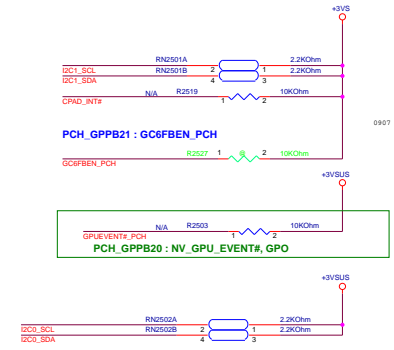 +3VS
RN2501A 2.2KOhm
I2C1_SCL 2 1
RN2501B 2.2KOhm
I2C1_SDA 4 3
N/A R2519 10KOhm
CPAD_INT# 1 2
0907
PCH_GPPB21 : GC6FBEN_PCH
R2527 1 2 10KOhm
GC6FBEN_PCH
+3VSUS
N/A R2503 10KOhm
GPUEVENT#_PCH 1 2
PCH_GPPB20 : NV_GPU_EVENT#, GPO
+3VSUS
RN2502A 2.2KOhm
I2C0_SCL 2 1
RN2502B 2.2KOhm
I2C0_SDA 4 3